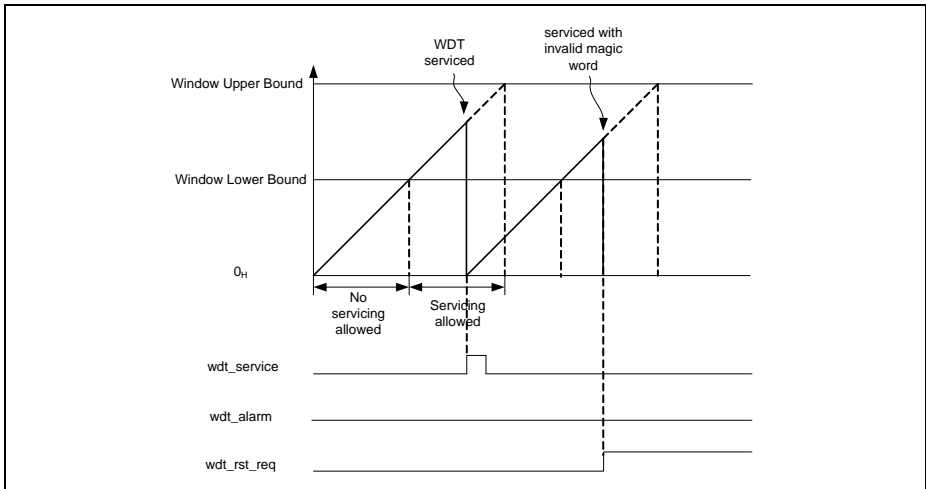 WDT
serviced
serviced with
invalid magic
word
Window Upper Bound
Window Lower Bound
0H
No
servicing
allowed
Servicing
allowed
wdt_service
wdt_alarm
wdt_rst_req